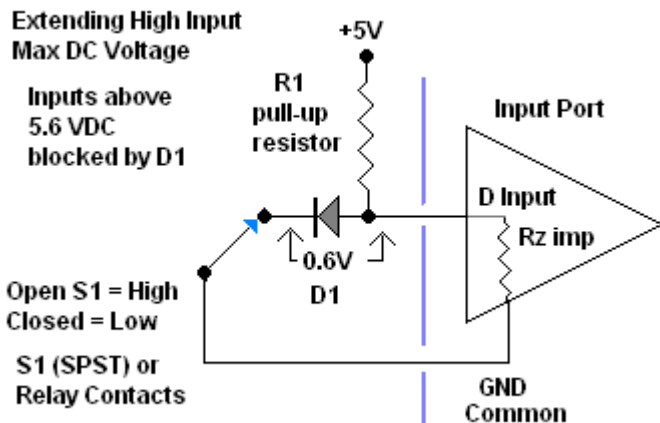 Extending High Input
Max DC Voltage
+5V
Inputs above
5.6 VDC
blocked by D1
R1
pull-up
resistor
Input Port
D Input
Rz imp
0.6V
D1
Open S1 = High
Closed = Low
S1 (SPST) or
Relay Contacts
GND
Common